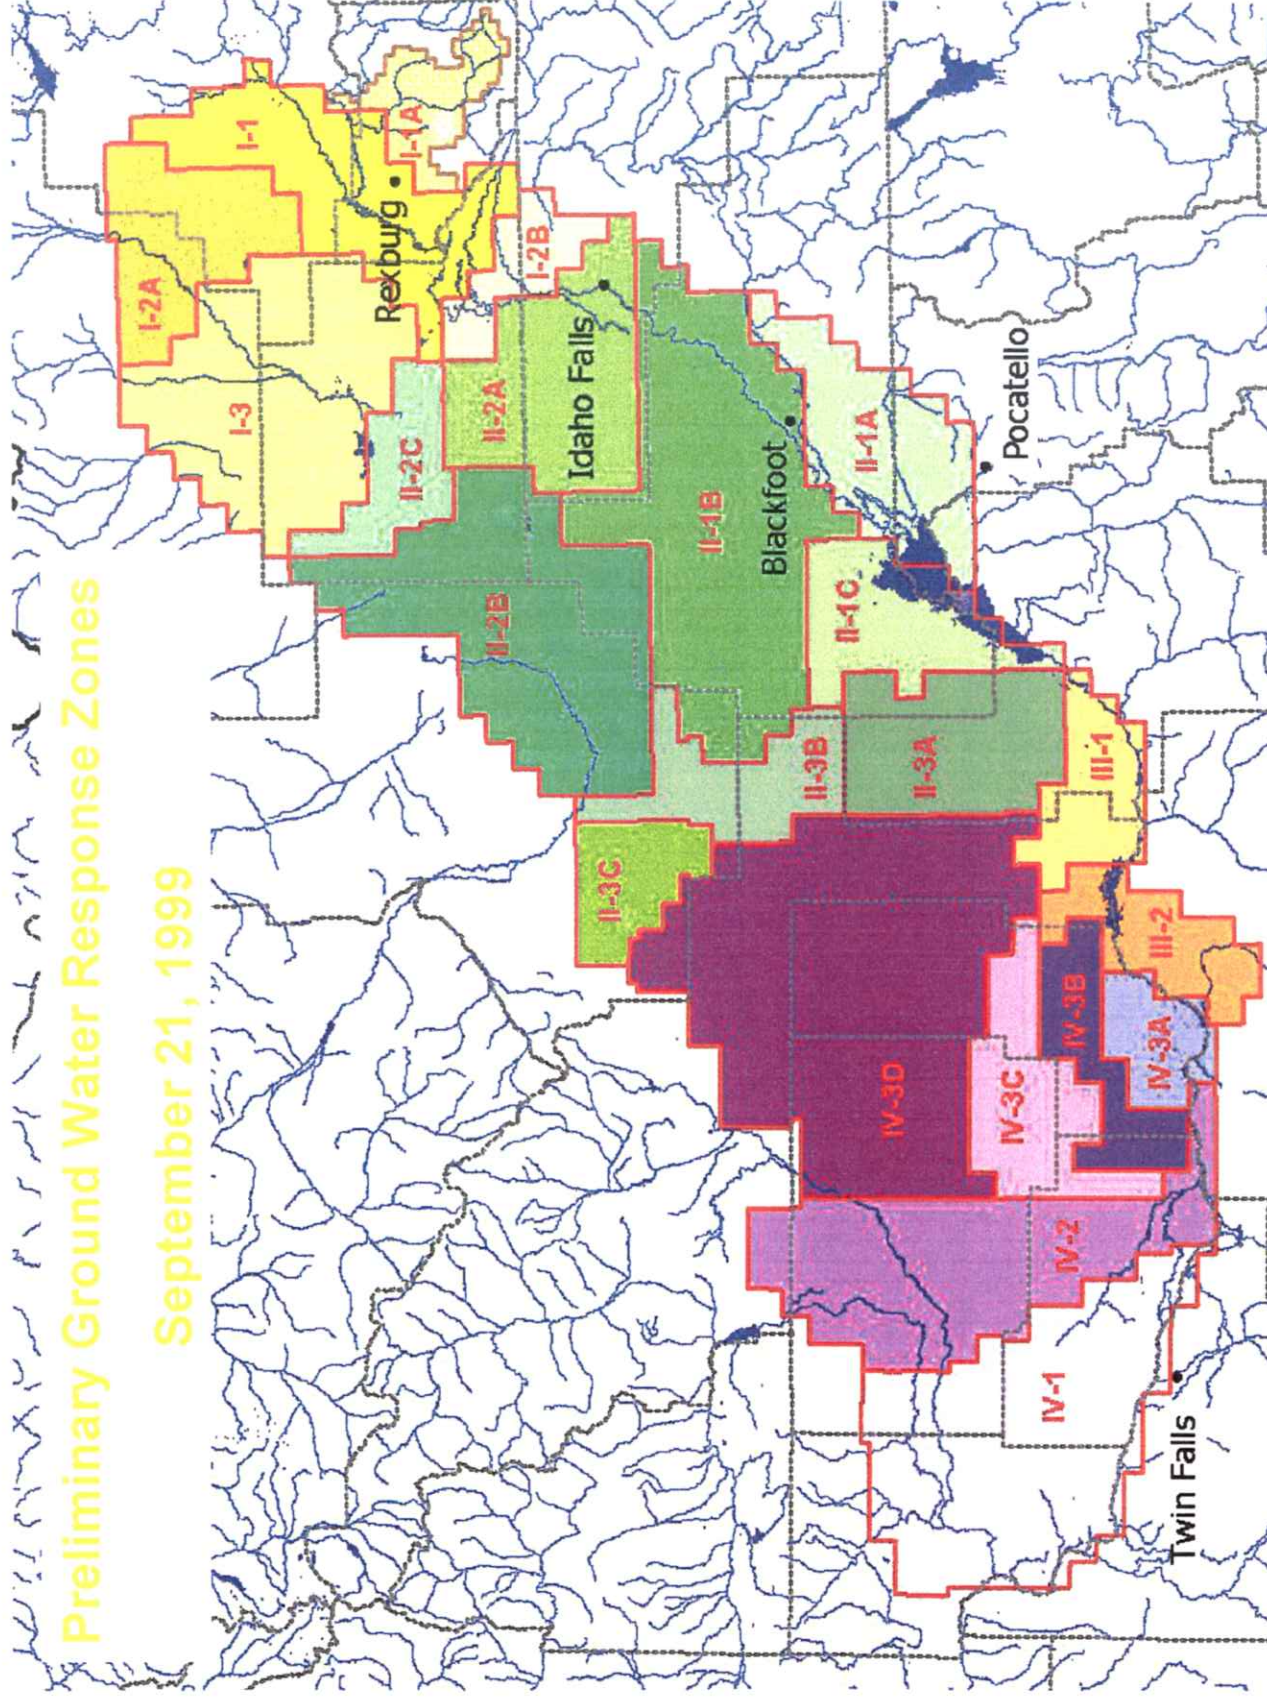 Preliminary Ground Water Response Zones
September 21, 1999
I-1
I-1A
I-2A
Rexburg
I-2B
I-3
II-2A
Idaho Falls
II-2C
II-1B
Blackfoot
II-1A
Pocatello
II-2B
II-1C
II-3B
II-3A
III-1
II-3C
III-2
IV-3B
IV-3A
IV-3D
IV-3C
IV-2
IV-1
Twin Falls